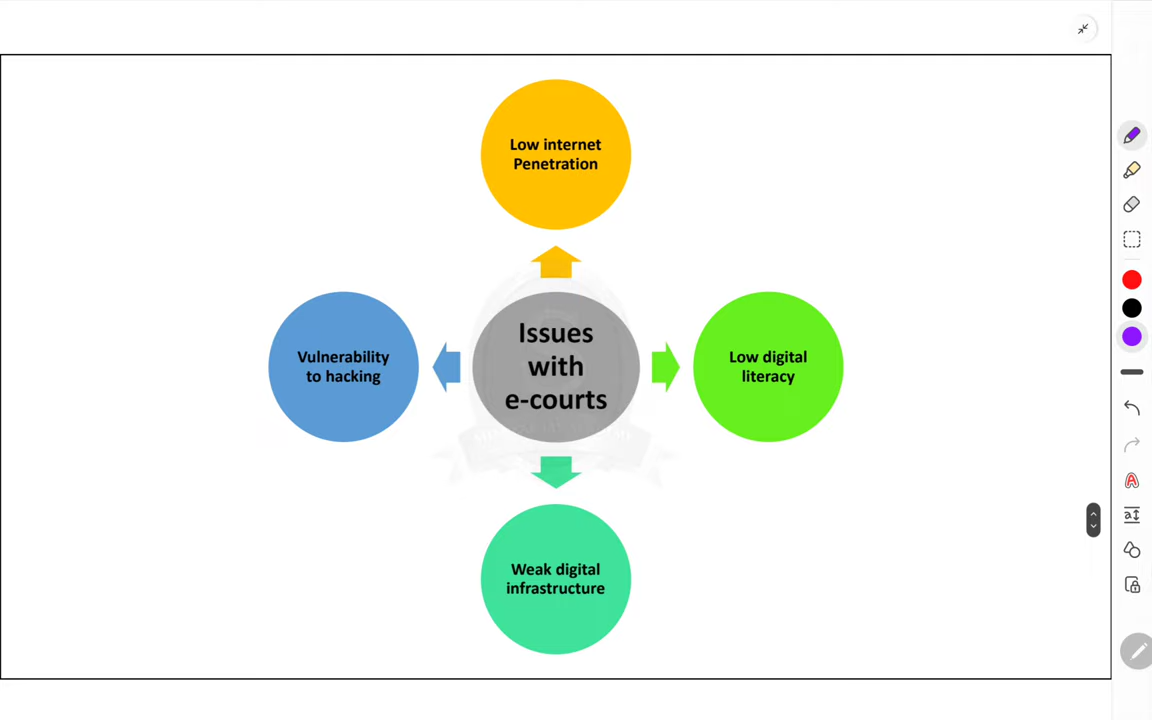 Low internet
Penetration
Vulnerability
to hacking
Issues
with
e-courts
Low digital
literacy
Weak digital
infrastructure